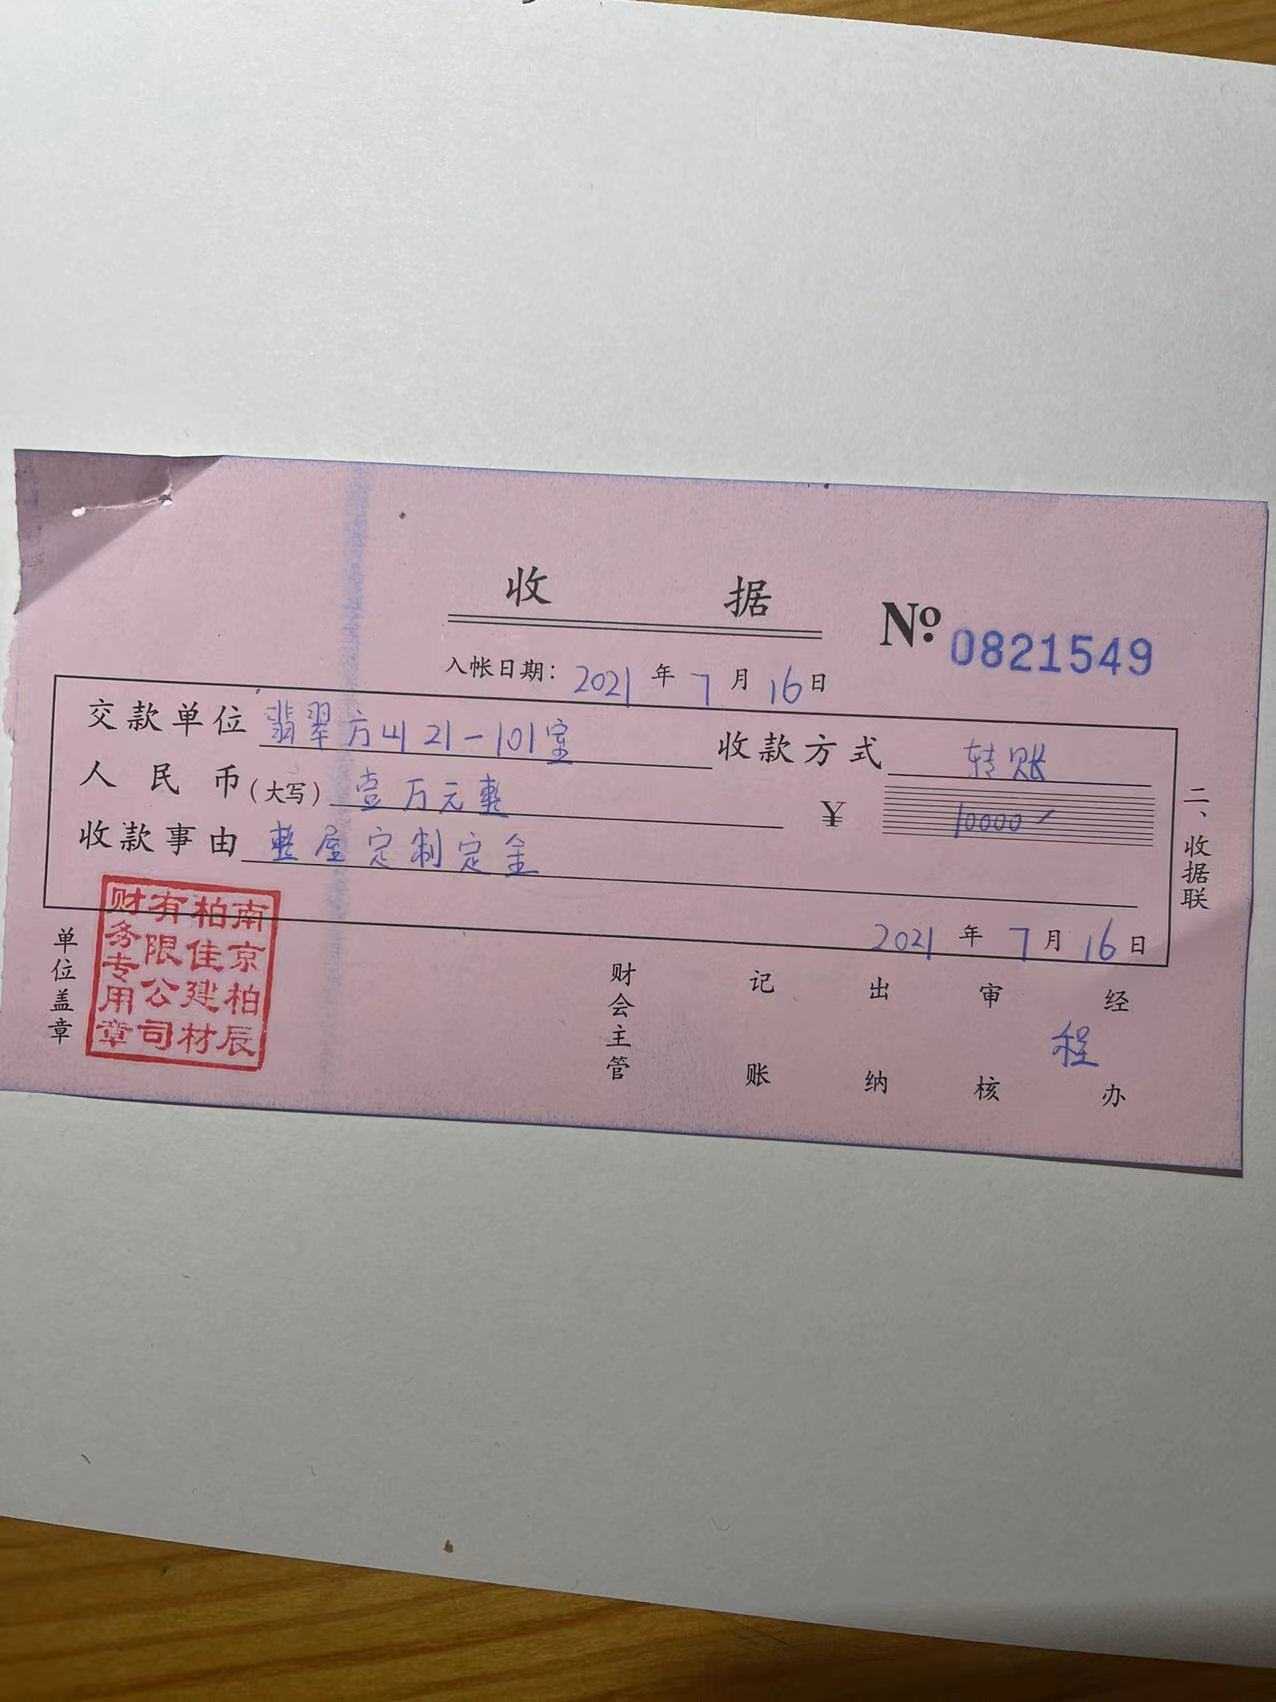 收 据
№ 0821549
入帐日期： 2021 年 7 月 16 日
交款单位 翡翠方山 21-101室 收款方式 转账
人民币（大写） 壹万元整 ¥ 10000/
收款事由 整屋定制定金
2021 年 7 月 16 日
二、收据联
单位盖章
南京柏辰
柏佳建材
有限公司
财务专用章
财会主管 记账 出纳 审核 经办
程